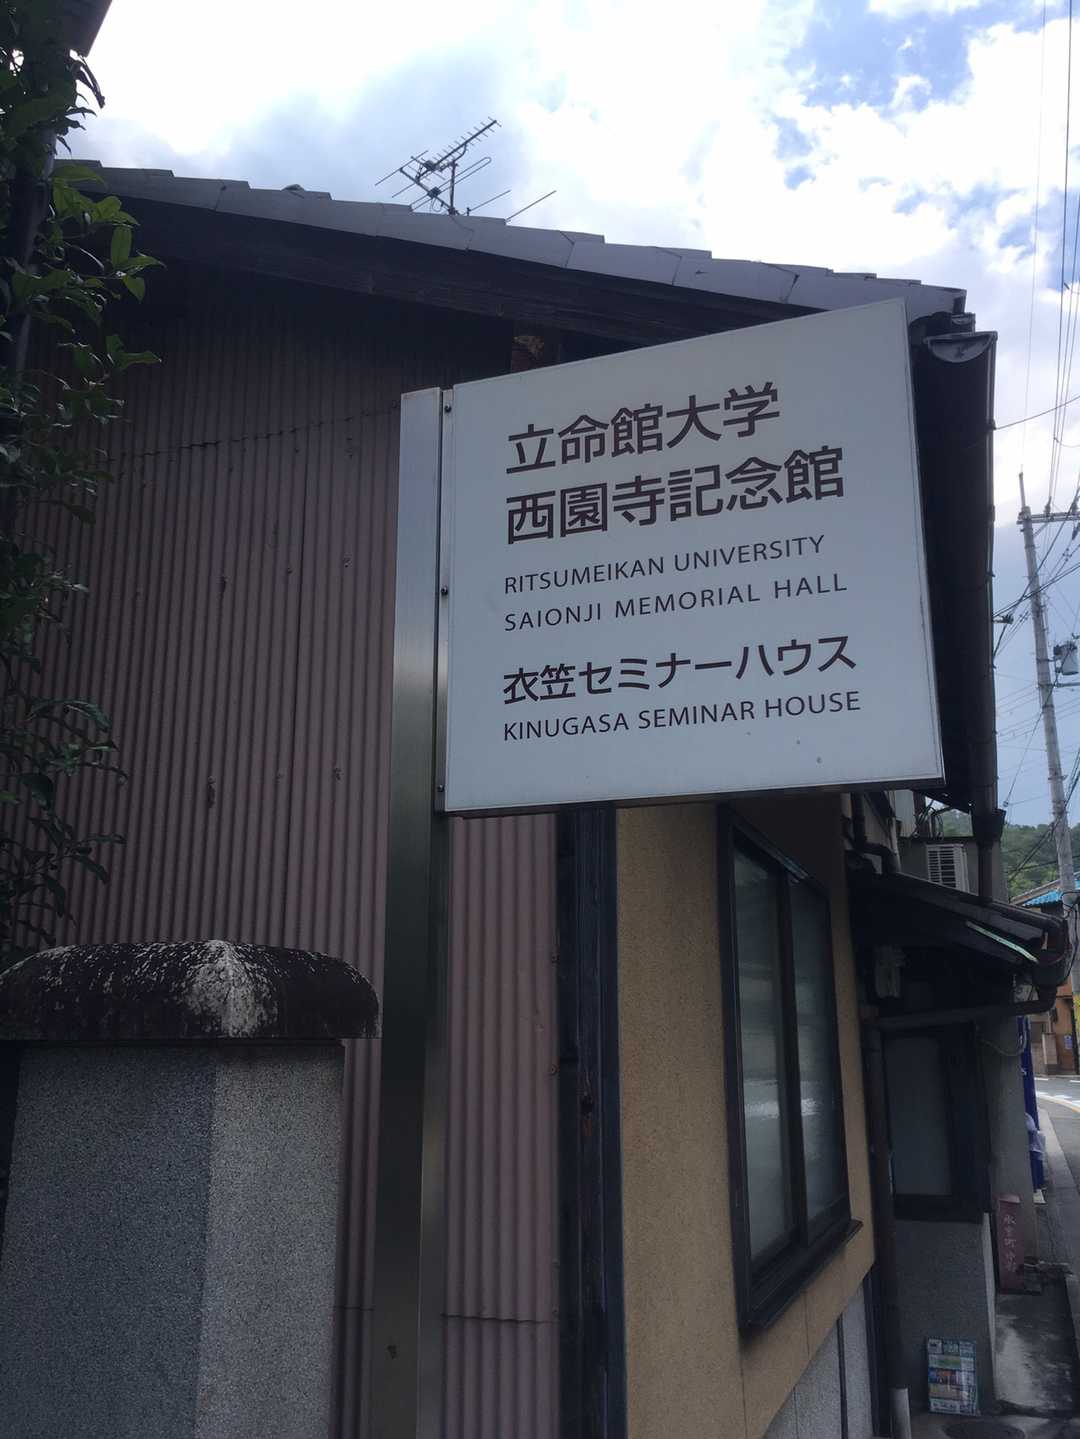 立命館大学
西園寺記念館
RITSUMEIKAN UNIVERSITY
SAIONJI MEMORIAL HALL
衣笠セミナーハウス
KINUGASA SEMINAR HOUSE